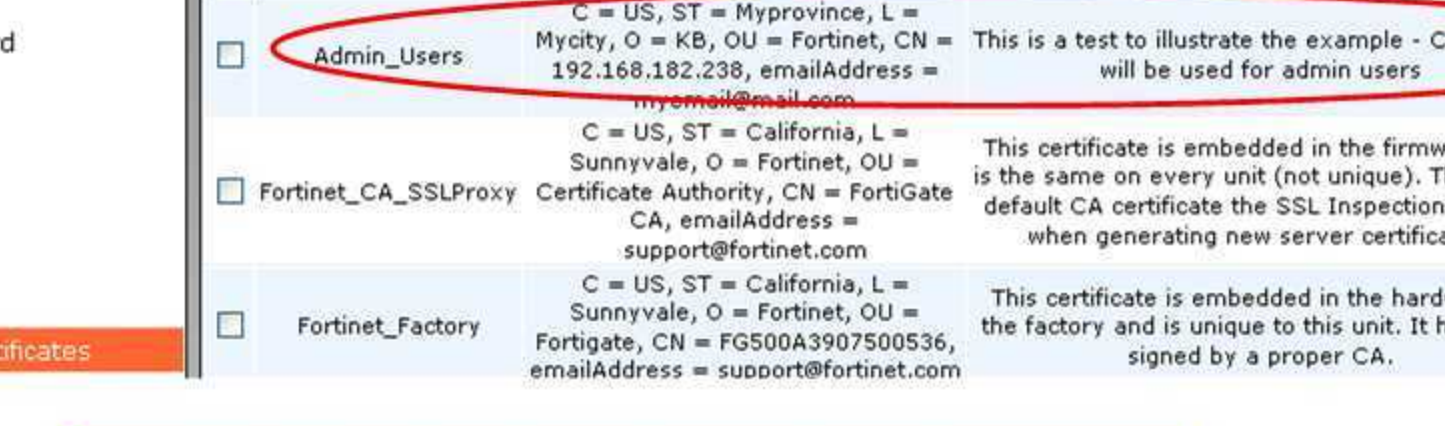 d
Admin_Users
C = US, ST = Myprovince, L =
Mycity, O = KB, OU = Fortinet, CN =
192.168.182.238, emailAddress =
myemail@mail.com
This is a test to illustrate the example - C
will be used for admin users
Fortinet_CA_SSLProxy
C = US, ST = California, L =
Sunnyvale, O = Fortinet, OU =
Certificate Authority, CN = FortiGate
CA, emailAddress =
support@fortinet.com
This certificate is embedded in the firmw
is the same on every unit (not unique). T
default CA certificate the SSL Inspection
when generating new server certifica
Fortinet_Factory
C = US, ST = California, L =
Sunnyvale, O = Fortinet, OU =
Fortigate, CN = FG500A3907500536,
emailAddress = support@fortinet.com
This certificate is embedded in the hard
the factory and is unique to this unit. It h
signed by a proper CA.
tificates